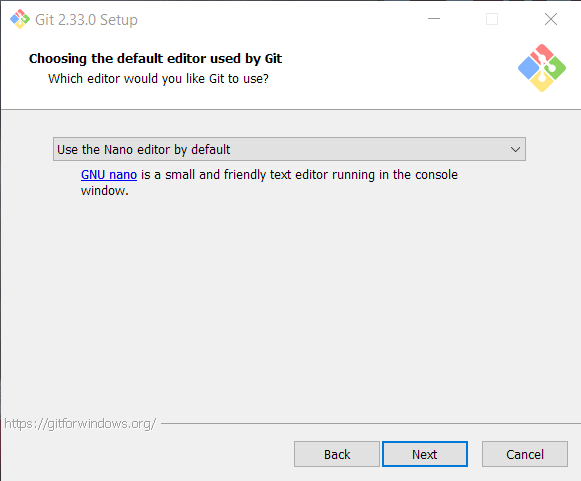 Git 2.33.0 Setup
Choosing the default editor used by Git
Which editor would you like Git to use?
Use the Nano editor by default
GNU nano is a small and friendly text editor running in the console
window.
https://gitforwindows.org/
Back
Next
Cancel